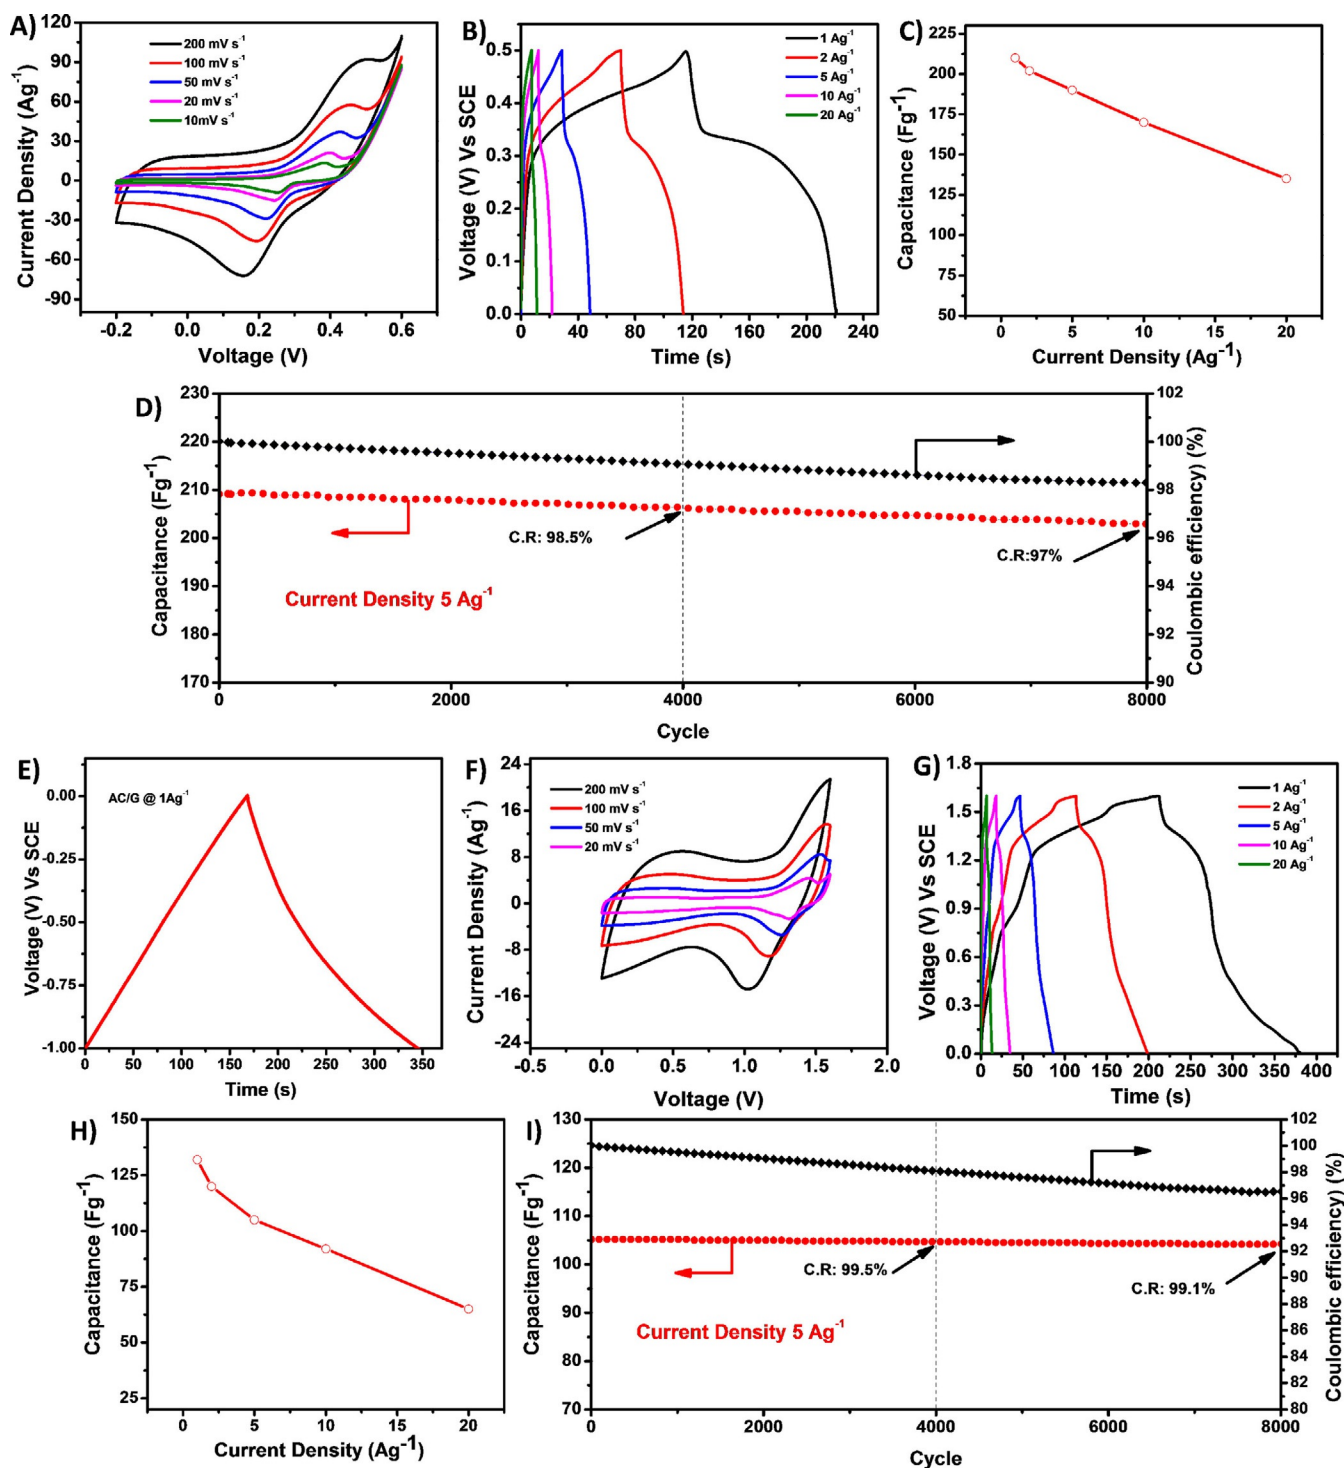 A)
200 mV s⁻¹
100 mV s⁻¹
50 mV s⁻¹
20 mV s⁻¹
10mV s⁻¹
Current Density (Ag⁻¹)
120
90
60
30
0
-30
-60
-90
-0.2 0.0 0.2 0.4 0.6
Voltage (V)
B)
1 Ag⁻¹
2 Ag⁻¹
5 Ag⁻¹
10 Ag⁻¹
20 Ag⁻¹
Voltage (V) Vs SCE
0.5
0.4
0.3
0.2
0.1
0.0
0 40 80 120 160 200 240
Time (s)
C)
Capacitance (Fg⁻¹)
225
200
175
150
125
100
75
50
0 5 10 15 20
Current Density (Ag⁻¹)
D)
Capacitance (Fg⁻¹)
230
220
210
200
190
180
170
C.R: 98.5%
C.R:97%
Current Density 5 Ag⁻¹
102
100
98
96
94
92
90
Coulombic efficiency) (%)
0 2000 4000 6000 8000
Cycle
E)
AC/G @ 1Ag⁻¹
Voltage (V) Vs SCE
0.00
-0.25
-0.50
-0.75
-1.00
0 50 100 150 200 250 300 350
Time (s)
F)
200 mV s⁻¹
100 mV s⁻¹
50 mV s⁻¹
20 mV s⁻¹
Current Density (Ag⁻¹)
24
16
8
0
-8
-16
-24
-0.5 0.0 0.5 1.0 1.5 2.0
Voltage (V)
G)
1 Ag⁻¹
2 Ag⁻¹
5 Ag⁻¹
10 Ag⁻¹
20 Ag⁻¹
Voltage (V) Vs SCE
1.8
1.5
1.2
0.9
0.6
0.3
0.0
0 50 100 150 200 250 300 350 400
Time (s)
H)
Capacitance (Fg⁻¹)
150
125
100
75
50
25
0 5 10 15 20
Current Density (Ag⁻¹)
I)
Capacitance (Fg⁻¹)
130
125
120
115
110
105
100
95
90
85
80
75
70
C.R: 99.5%
C.R: 99.1%
Current Density 5 Ag⁻¹
102
100
98
96
94
92
90
88
86
84
82
80
Coulombic efficiency) (%)
0 2000 4000 6000 8000
Cycle